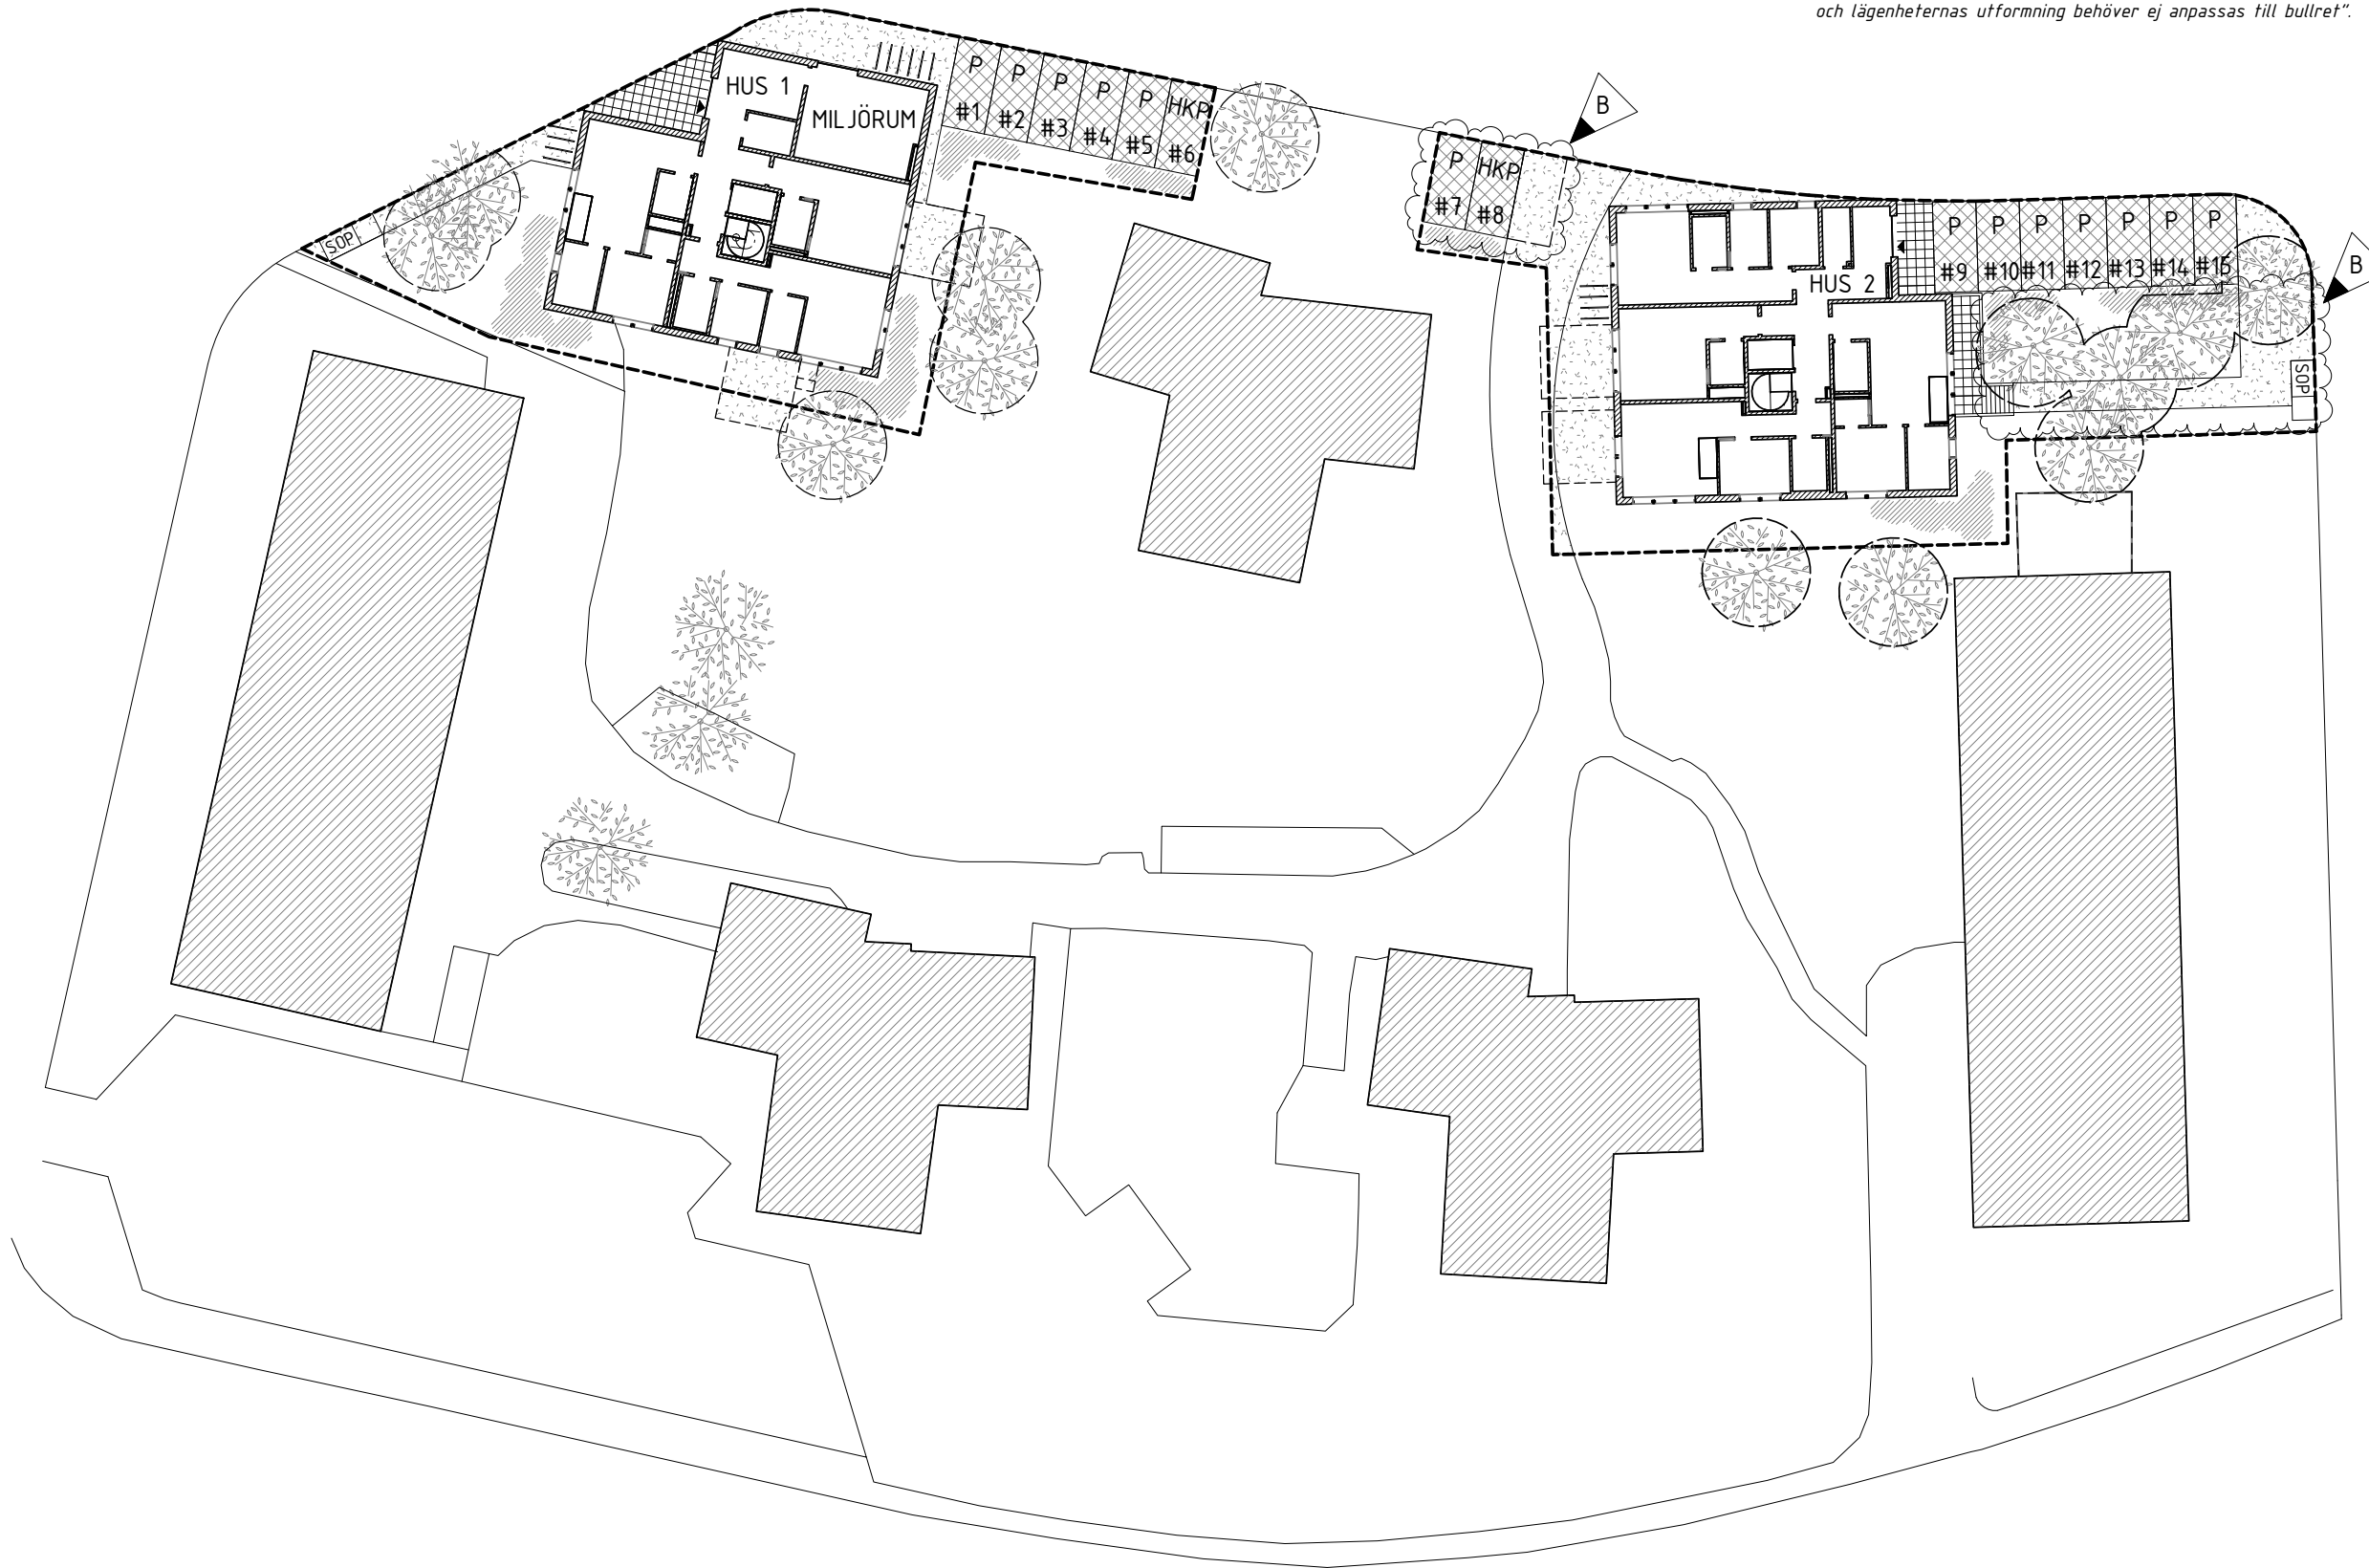 och lägenheternas utformning behöver ej anpassas till bullret".
HUS 1
MILJÖRUM
P
P
P
P
P
HKP
#1
#2
#3
#4
#5
#6
SOP
B
P
HKP
#7
#8
HUS 2
P
P
P
P
P
P
P
#9
#10
#11
#12
#13
#14
#15
B
SOP